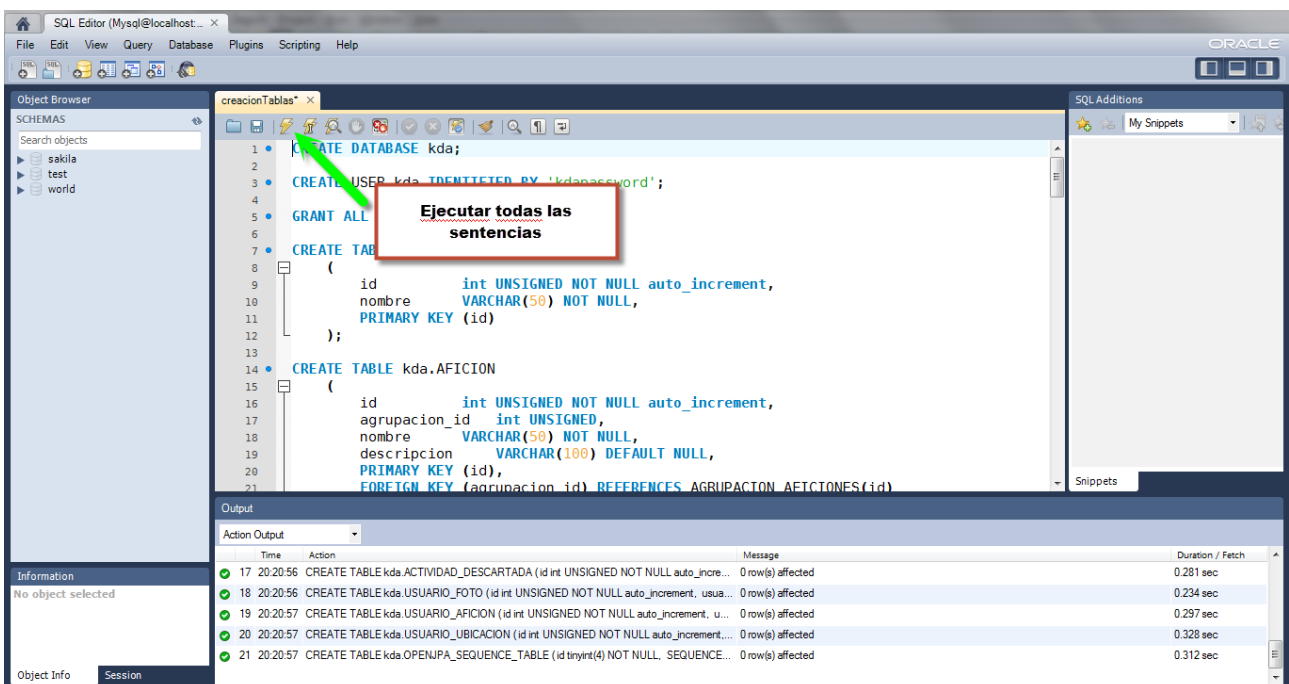 SQL Editor (Mysql@localhost:... ×
File Edit View Query Database Plugins Scripting Help
ORACLE
Object Browser
SCHEMAS
Search objects
sakila
test
world
creacionTablas* ×
1 CREATE DATABASE kda;
2
3 CREATE USER kda IDENTIFIED BY 'kdapassword';
4
5 GRANT ALL
6
7 CREATE TAB
8 (
9 id int UNSIGNED NOT NULL auto_increment,
10 nombre VARCHAR(50) NOT NULL,
11 PRIMARY KEY (id)
12 );
13
14 CREATE TABLE kda.AFICION
15 (
16 id int UNSIGNED NOT NULL auto_increment,
17 agrupacion_id int UNSIGNED,
18 nombre VARCHAR(50) NOT NULL,
19 descripcion VARCHAR(100) DEFAULT NULL,
20 PRIMARY KEY (id),
21 FOREIGN KEY (agrupacion_id) REFERENCES AGRUPACION_AFICIONES(id)
Ejecutar todas las
sentencias
SQL Additions
My Snippets
Snippets
Output
Action Output
Time Action Message Duration / Fetch
17 20:20:56 CREATE TABLE kda.ACTIVIDAD_DESCARTADA ( id int UNSIGNED NOT NULL auto_incre... 0 row(s) affected 0.281 sec
18 20:20:56 CREATE TABLE kda.USUARIO_FOTO ( id int UNSIGNED NOT NULL auto_increment, usua... 0 row(s) affected 0.234 sec
19 20:20:57 CREATE TABLE kda.USUARIO_AFICION ( id int UNSIGNED NOT NULL auto_increment, u... 0 row(s) affected 0.297 sec
20 20:20:57 CREATE TABLE kda.USUARIO_UBICACION ( id int UNSIGNED NOT NULL auto_increment,... 0 row(s) affected 0.328 sec
21 20:20:57 CREATE TABLE kda.OPENJPA_SEQUENCE_TABLE ( id tinyint(4) NOT NULL, SEQUENCE... 0 row(s) affected 0.312 sec
Information
No object selected
Object Info Session